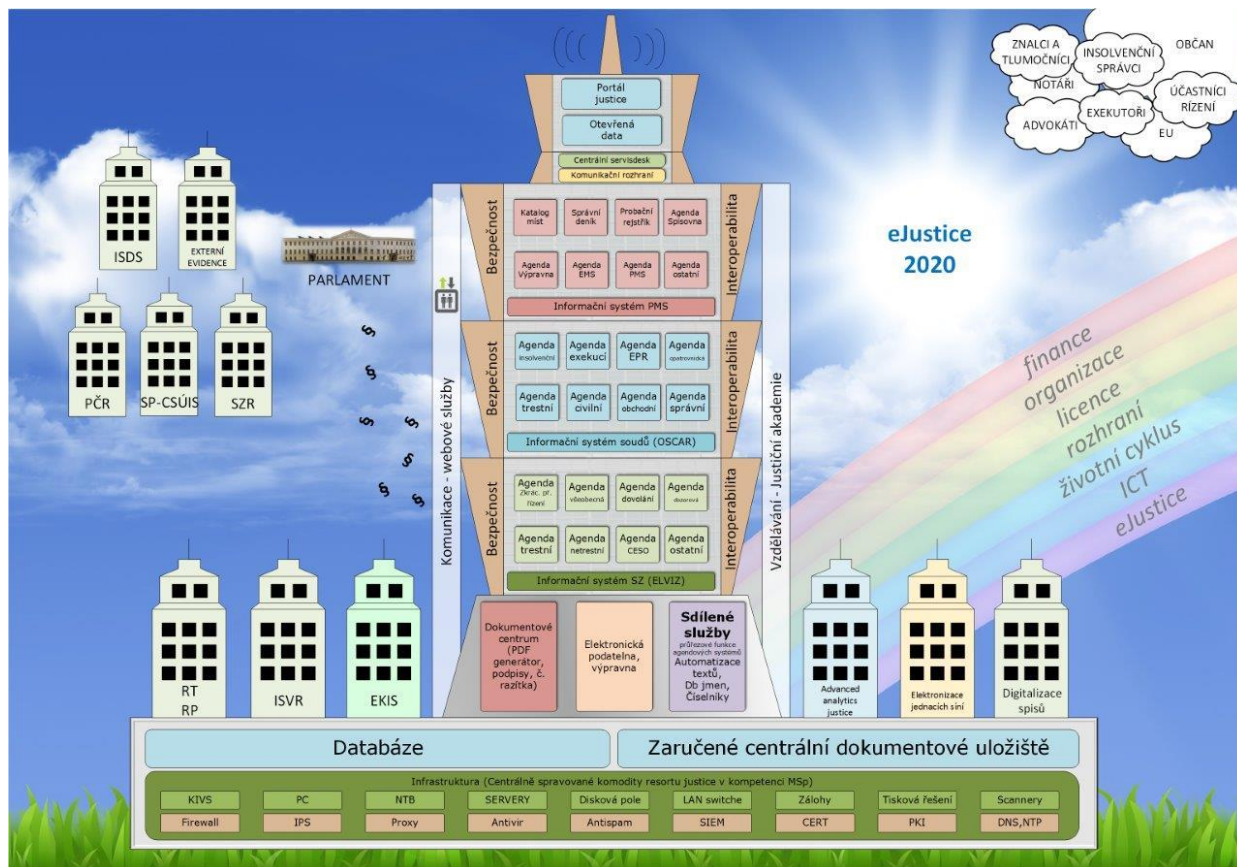 Portál
justice
Otevřená
data
Centrální servisdesk
Komunikační rozhraní
ZNALCI A
TLUMOČNÍCI
INSOLVENČNÍ
SPRÁVCI
OBČAN
NOTÁŘI
ADVOKÁTI
EXEKUTOŘI
ÚČASTNÍCI
ŘÍZENÍ
EU
ISDS
EXTERNÍ
EVIDENCE
PARLAMENT
PČR
SP-CSÚIS
SZR
§
§
§
§
§
§
§
eJustice
2020
finance
organizace
licence
rozhraní
životní cyklus
ICT
eJustice
Komunikace - webové služby
Vzdělávání - Justiční akademie
Bezpečnost
Interoperabilita
Katalog
míst
Správní
deník
Probační
rejstřík
Agenda
Spisovna
Agenda
Výpravna
Agenda
EMS
Agenda
PMS
Agenda
ostatní
Informační systém PMS
Bezpečnost
Interoperabilita
Agenda
insolvenční
Agenda
exekucí
Agenda
EPR
Agenda
opatrovnická
Agenda
trestní
Agenda
civilní
Agenda
obchodní
Agenda
správní
Informační systém soudů (OSCAR)
Bezpečnost
Interoperabilita
Agenda
Zkrác. př.
řízení
Agenda
všeobecná
Agenda
dovolání
Agenda
dozorová
Agenda
trestní
Agenda
netrestní
Agenda
CESO
Agenda
ostatní
Informační systém SZ (ELVIZ)
Dokumentové
centrum
(PDF
generátor,
podpisy, č.
razítka)
Elektronická
podatelna,
výpravna
Sdílené
služby
průřezové funkce
agendových systémů
Automatizace
textů,
Db jmen,
Číselníky
RT
RP
ISVR
EKIS
Advanced
analytics
justice
Elektronizace
jednacích síní
Digitalizace
spisů
Databáze
Zaručené centrální dokumentové uložiště
Infrastruktura (Centrálně spravované komodity resortu justice v kompetenci MSp)
KIVS
PC
NTB
SERVERY
Disková pole
LAN switche
Zálohy
Tisková řešení
Scannery
Firewall
IPS
Proxy
Antivir
Antispam
SIEM
CERT
PKI
DNS,NTP